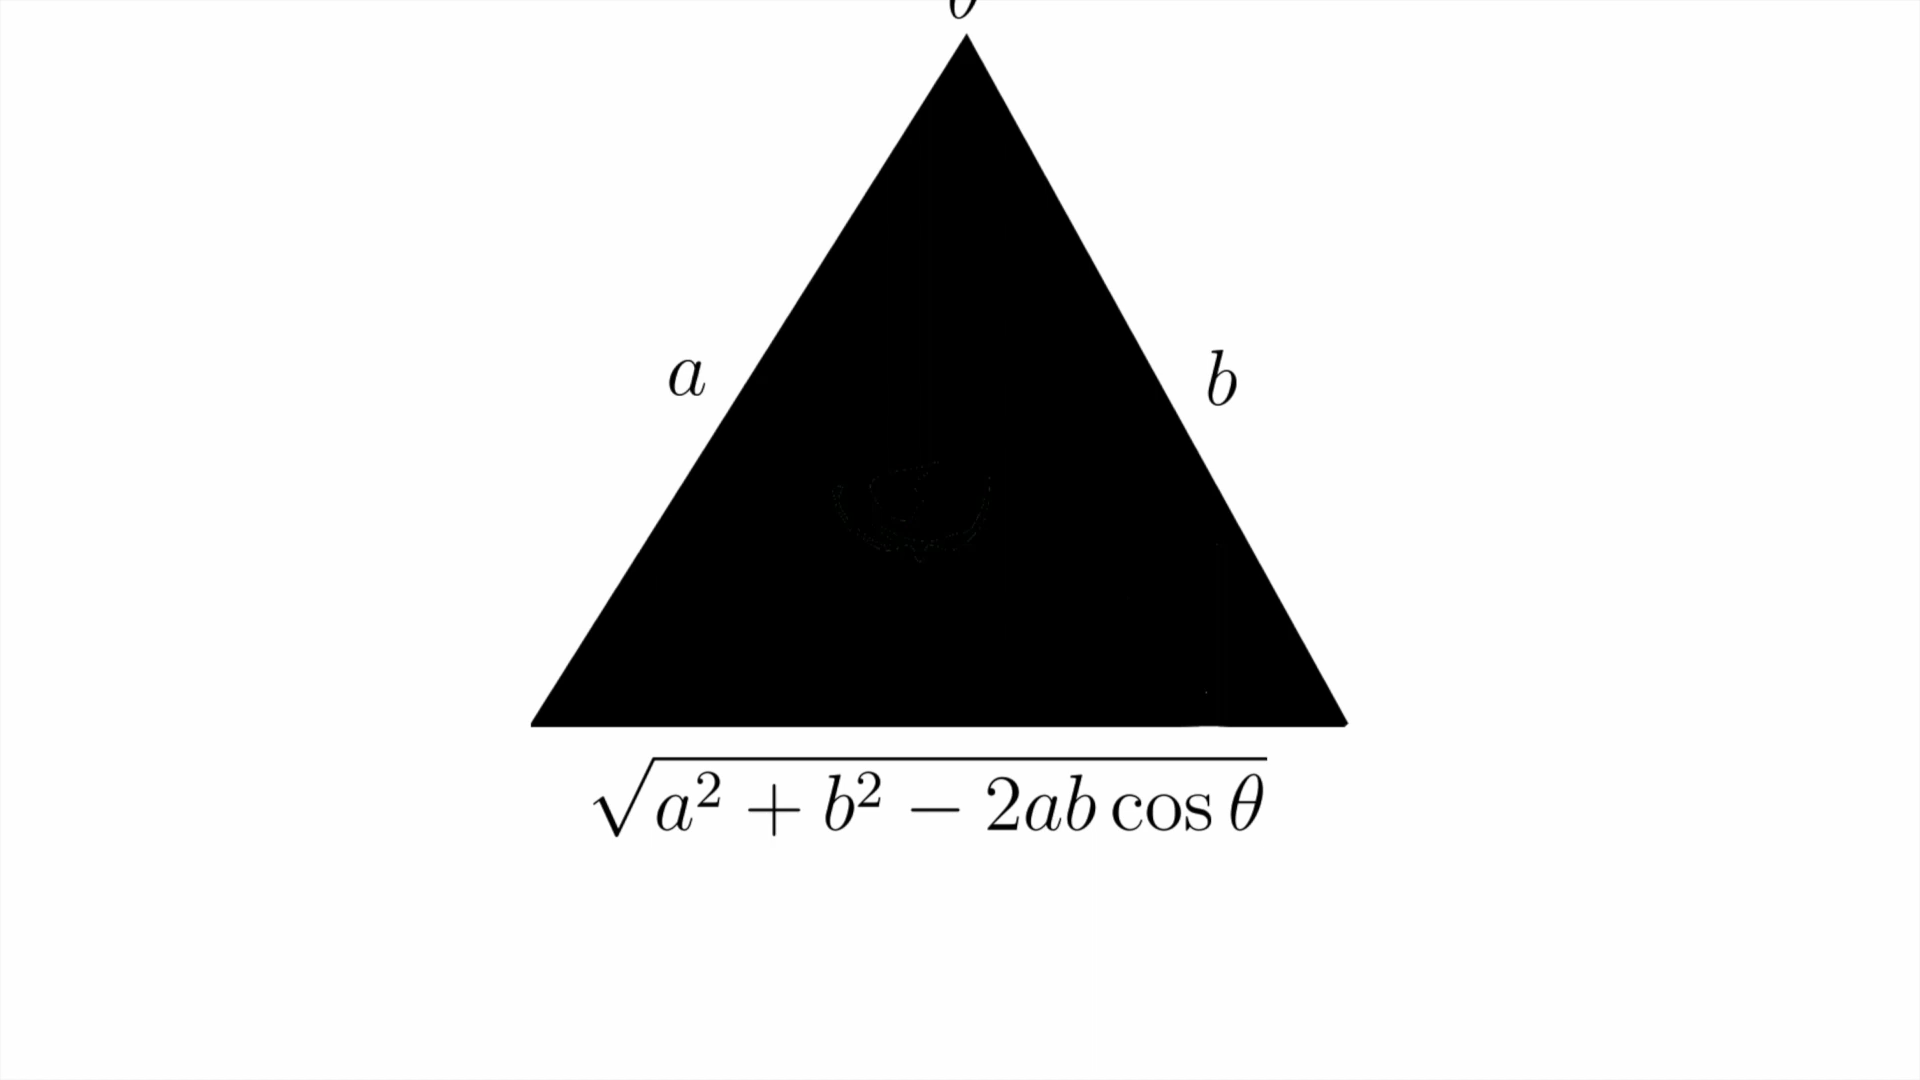 θ
a
b
√(a² + b² − 2ab cos θ)